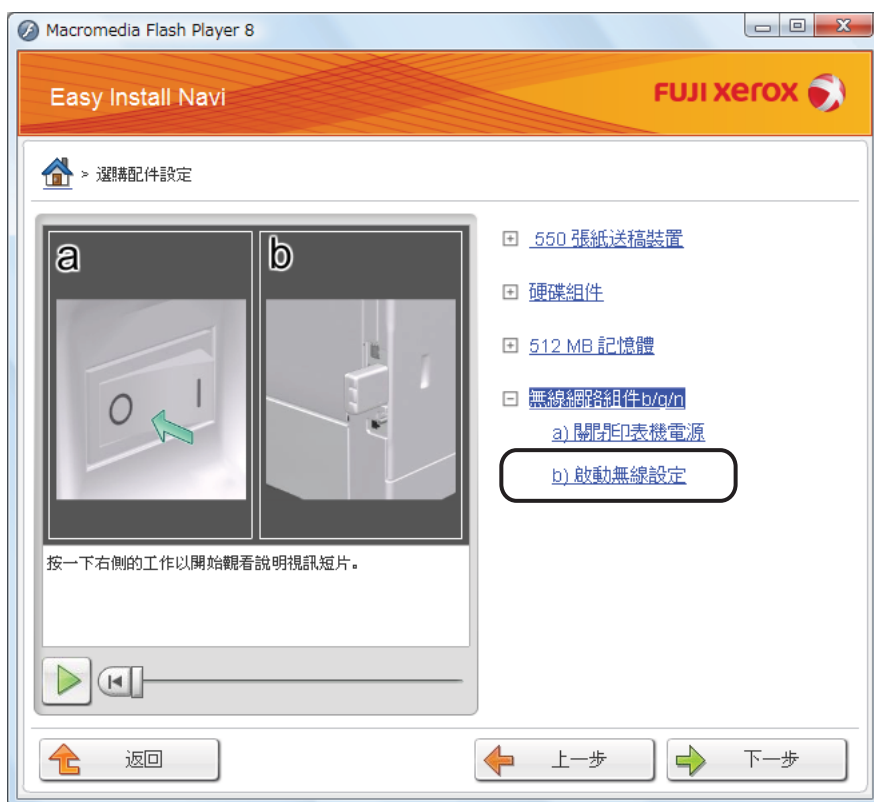 Macromedia Flash Player 8
Easy Install Navi
FUJI xerox
> 選購配件設定
a
b
O I
按一下右側的工作以開始觀看說明視訊短片。
550 張紙送稿裝置
硬碟組件
512 MB 記憶體
無線網路組件b/g/n
a) 關閉印表機電源
b) 啟動無線設定
返回
上一步
下一步